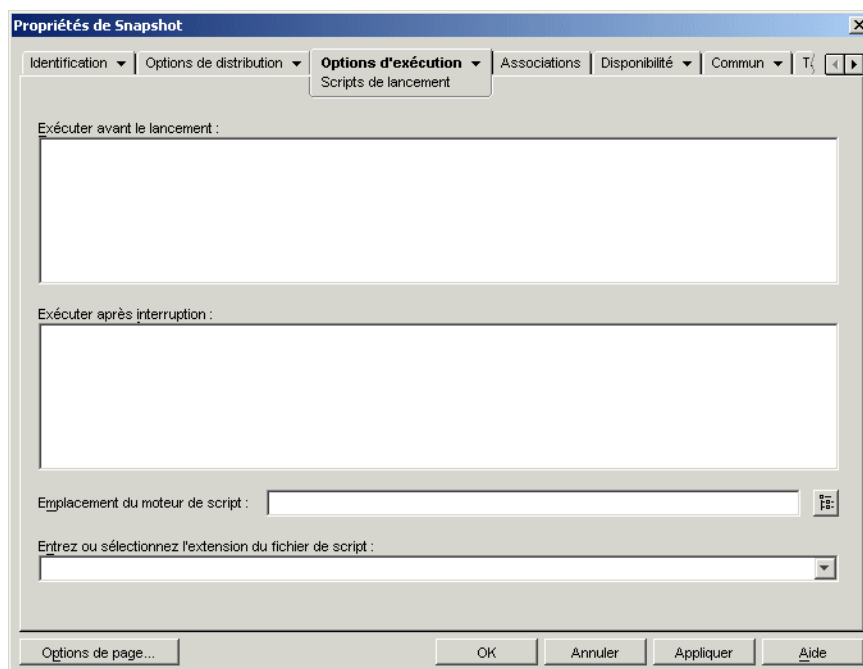 Propriétés de Snapshot
Identification Options de distribution Options d'exécution Associations Disponibilité Commun
Scripts de lancement
Exécuter avant le lancement :
Exécuter après interruption :
Emplacement du moteur de script :
Entrez ou sélectionnez l'extension du fichier de script :
Options de page... OK Annuler Appliquer Aide